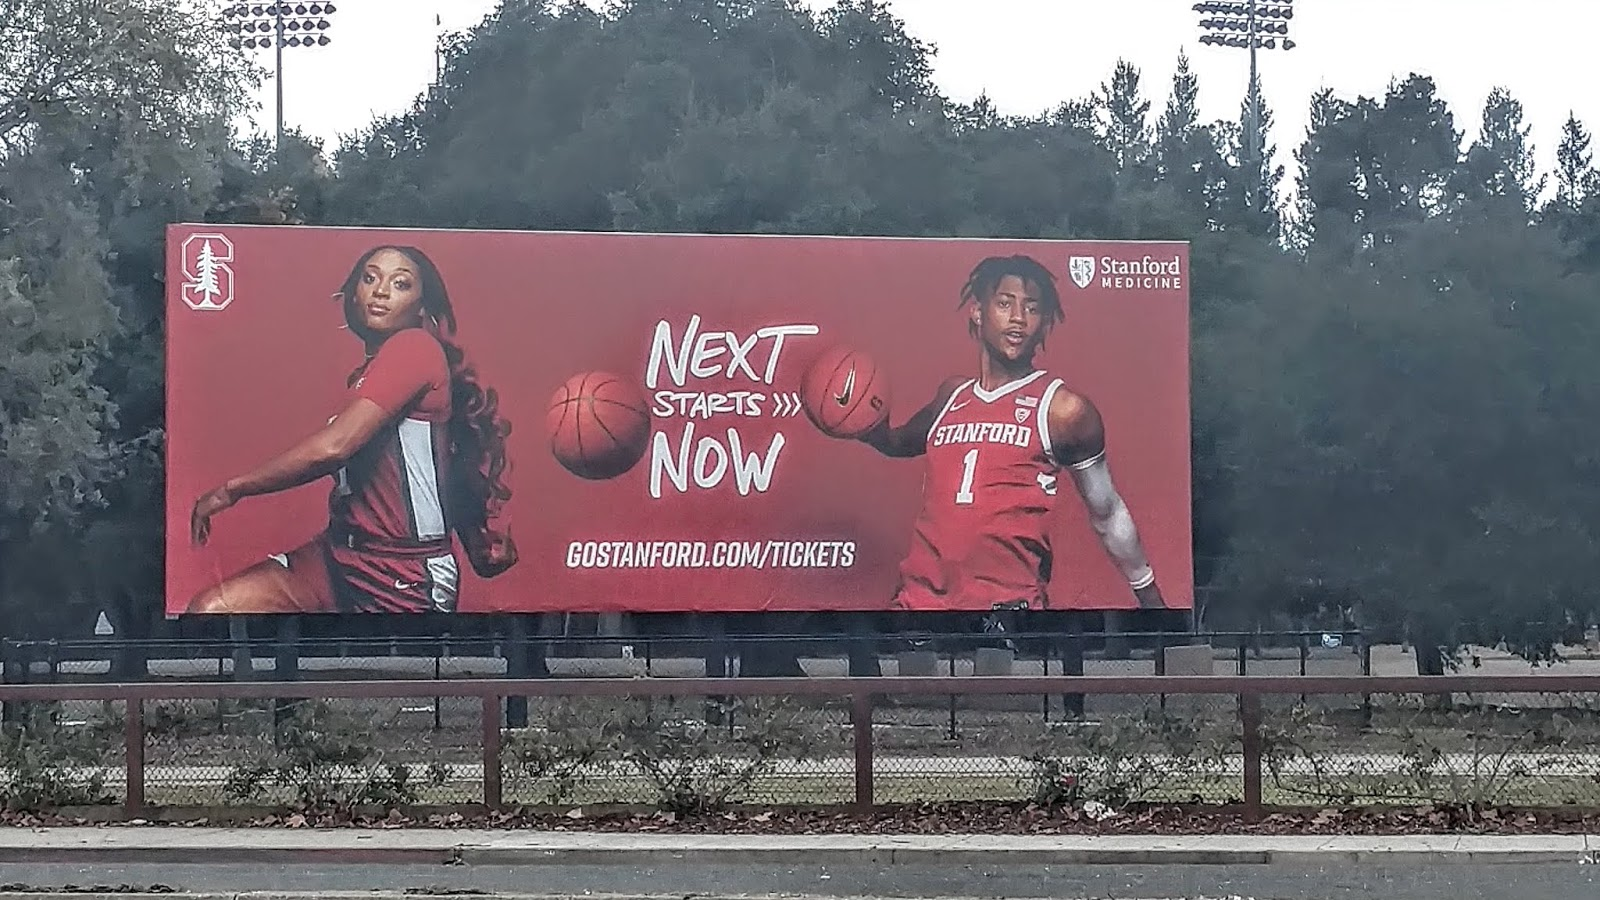 S
Stanford
MEDICINE
NEXT
STARTS >>>
NOW
STANFORD
1
GOSTANFORD.COM/TICKETS